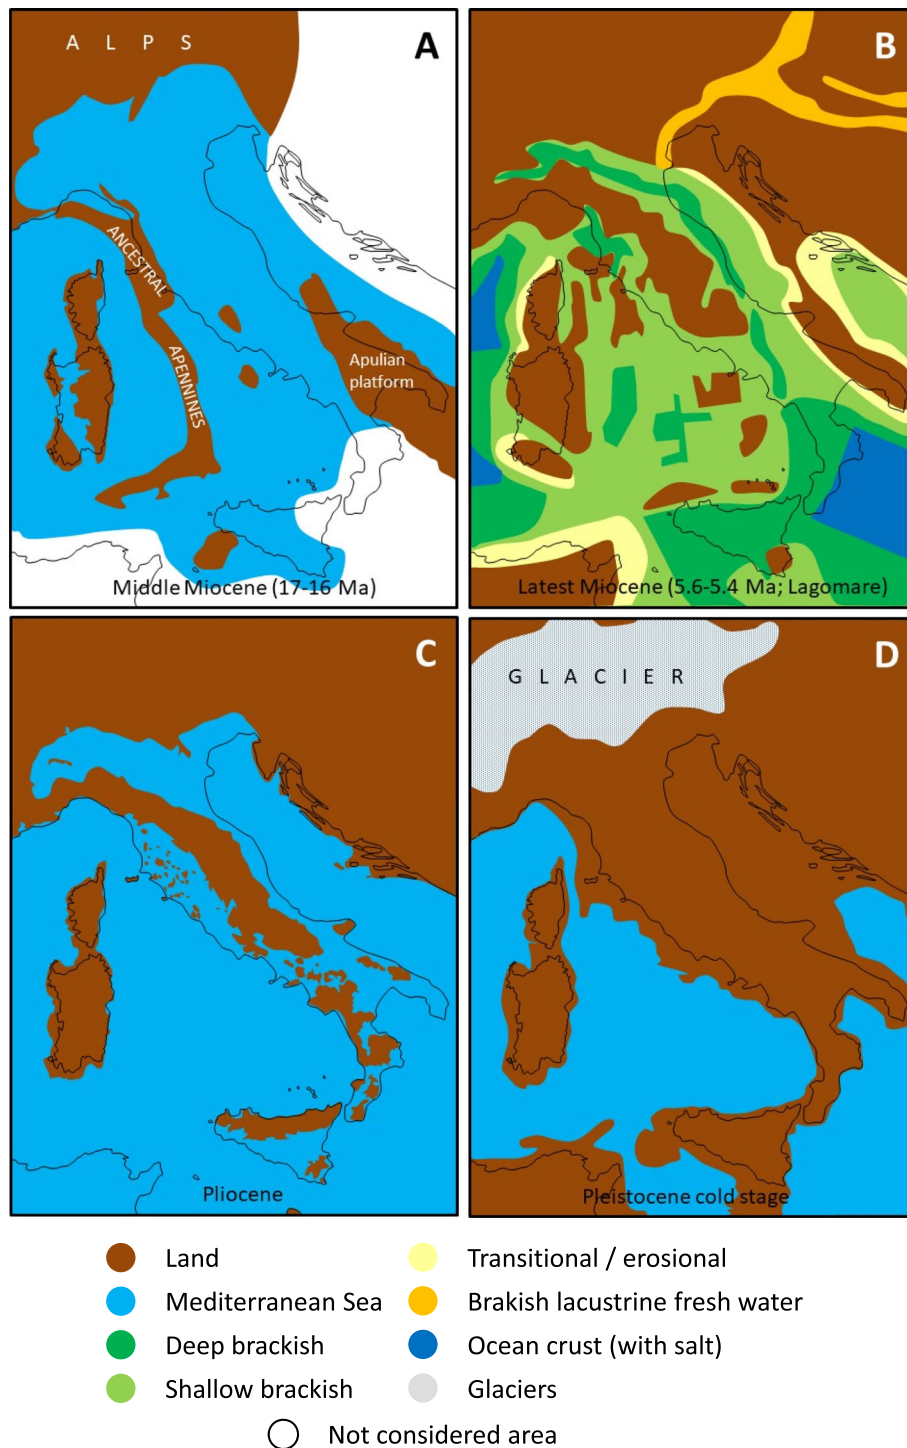 A L P S
A
ANCESTRAL
APENNINES
Apulian
platform
Middle Miocene (17-16 Ma)
B
Latest Miocene (5.6-5.4 Ma; Lagomare)
C
Pliocene
D
G L A C I E R
Pleistocene cold stage
Land
Transitional / erosional
Mediterranean Sea
Brakish lacustrine fresh water
Deep brackish
Ocean crust (with salt)
Shallow brackish
Glaciers
Not considered area